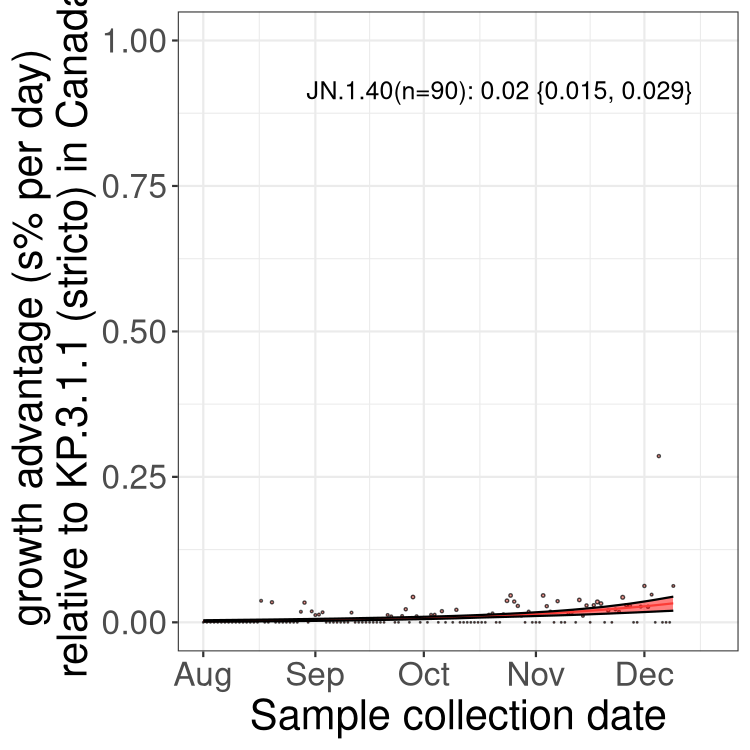 growth advantage (s% per day)
relative to KP.3.1.1 (stricto) in Canada
1.00
0.75
0.50
0.25
0.00
JN.1.40(n=90): 0.02 {0.015, 0.029}
Aug Sep Oct Nov Dec
Sample collection date